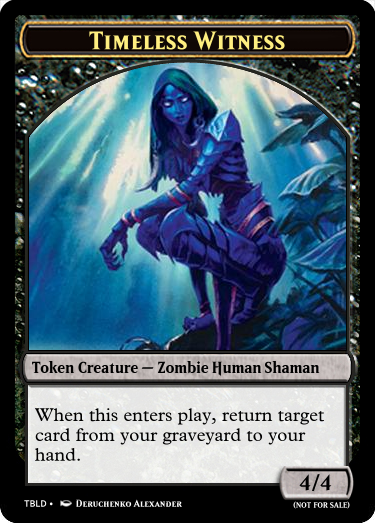 Timeless Witness
Token Creature — Zombie Human Shaman
When this enters play, return target
card from your graveyard to your
hand.
4/4
TBLD • Deruchenko Alexander
(NOT FOR SALE)